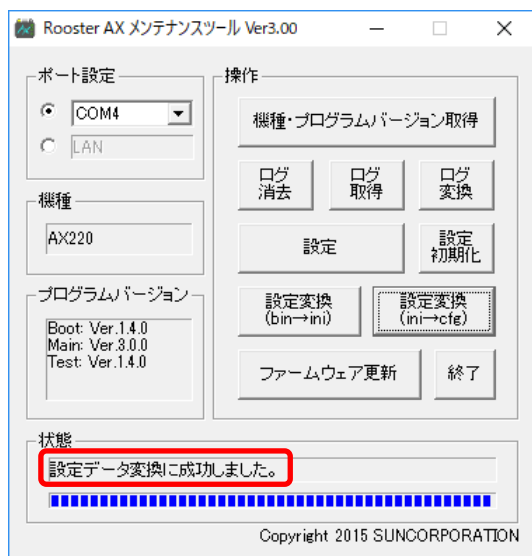 Rooster AX メンテナンスツール Ver3.00
ポート設定
COM4
LAN
機種
AX220
プログラムバージョン
Boot: Ver.1.4.0
Main: Ver.3.0.0
Test: Ver.1.4.0
操作
機種・プログラムバージョン取得
ログ
消去
ログ
取得
ログ
変換
設定
設定
初期化
設定変換
(bin→ini)
設定変換
(ini→cfg)
ファームウェア更新
終了
状態
設定データ変換に成功しました。
Copyright 2015 SUNCORPORATION